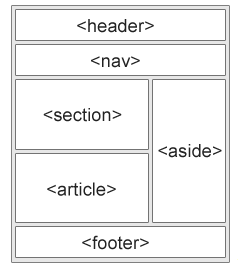 <header>
<nav>
<section>
<aside>
<article>
<footer>